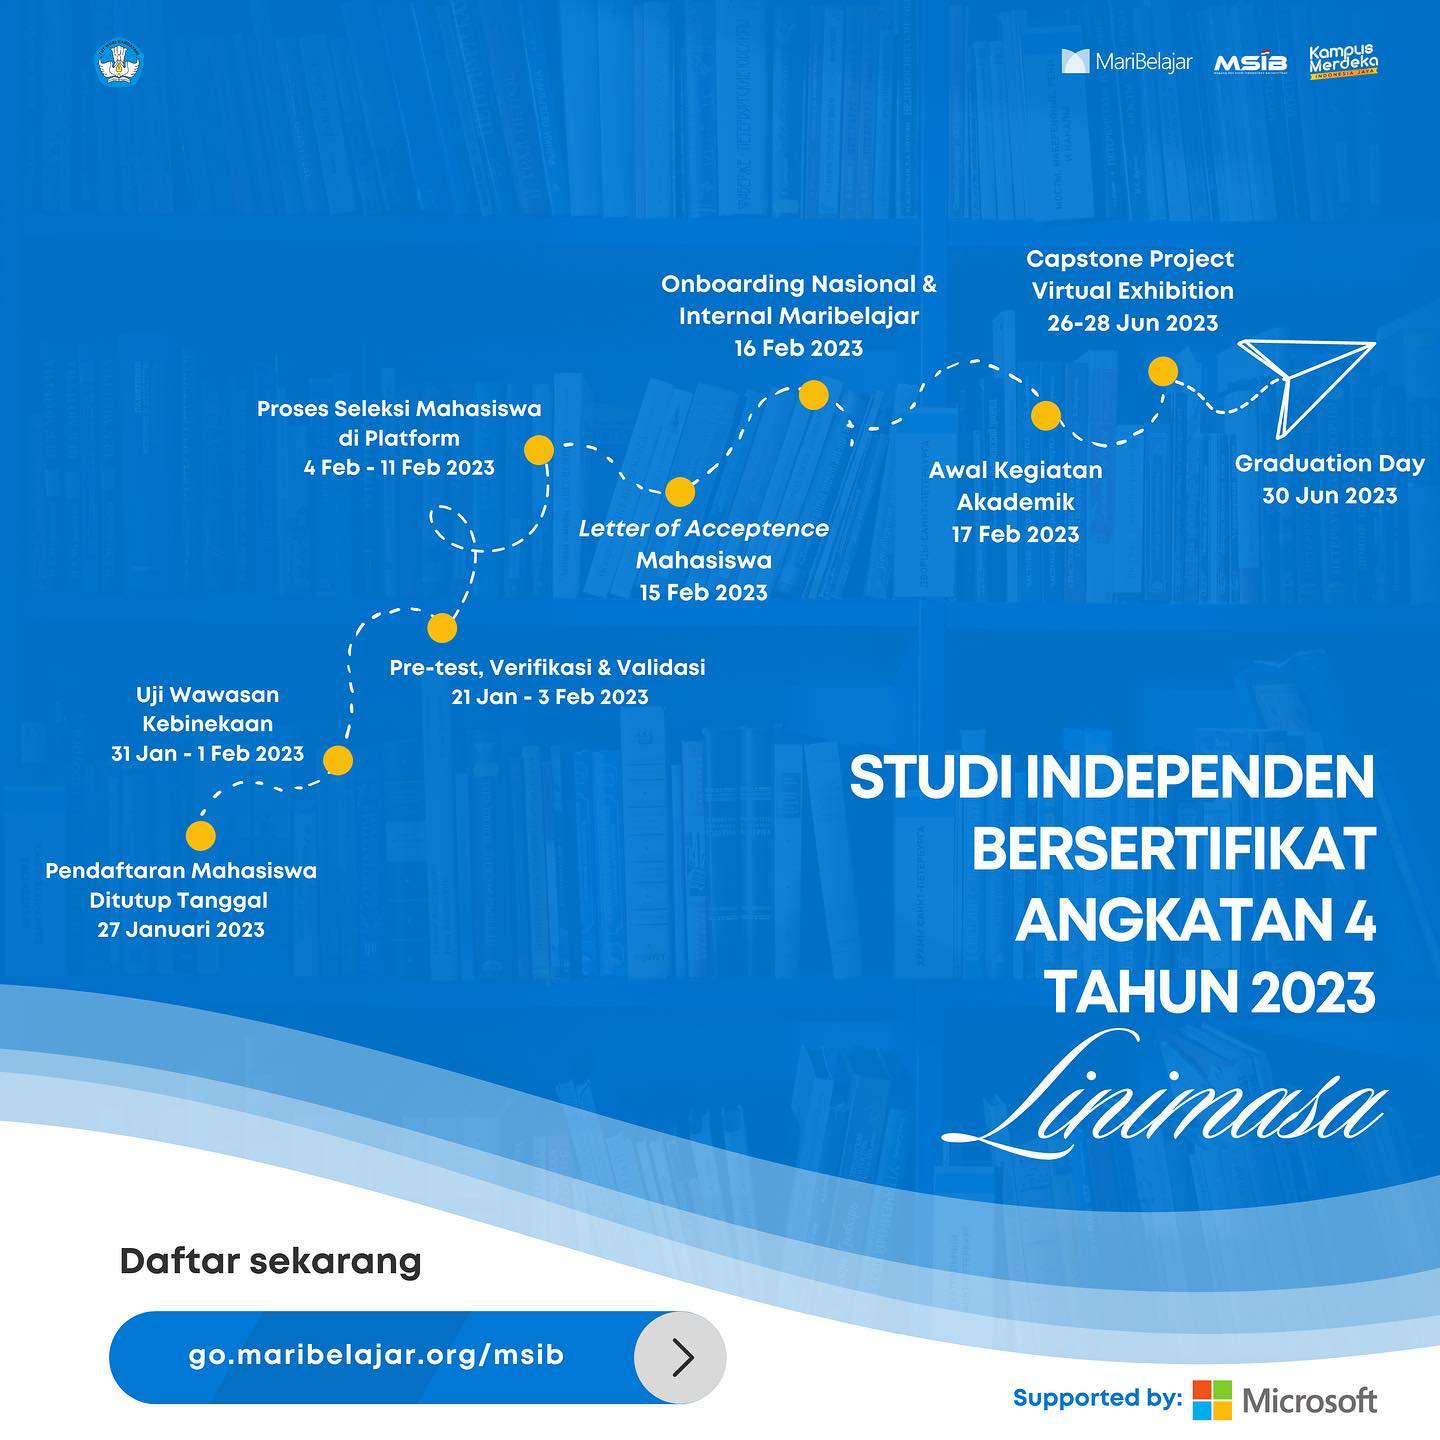 MariBelajar
MSIB
Kampus
Merdeka
INDONESIA JAYA
Capstone Project
Virtual Exhibition
26-28 Jun 2023
Onboarding Nasional &
Internal Maribelajar
16 Feb 2023
Proses Seleksi Mahasiswa
di Platform
4 Feb - 11 Feb 2023
Graduation Day
30 Jun 2023
Awal Kegiatan
Akademik
17 Feb 2023
Letter of Acceptence
Mahasiswa
15 Feb 2023
Pre-test, Verifikasi & Validasi
21 Jan - 3 Feb 2023
Uji Wawasan
Kebinekaan
31 Jan - 1 Feb 2023
Pendaftaran Mahasiswa
Ditutup Tanggal
27 Januari 2023
STUDI INDEPENDEN
BERSERTIFIKAT
ANGKATAN 4
TAHUN 2023
Linimasa
Daftar sekarang
go.maribelajar.org/msib
Supported by: Microsoft